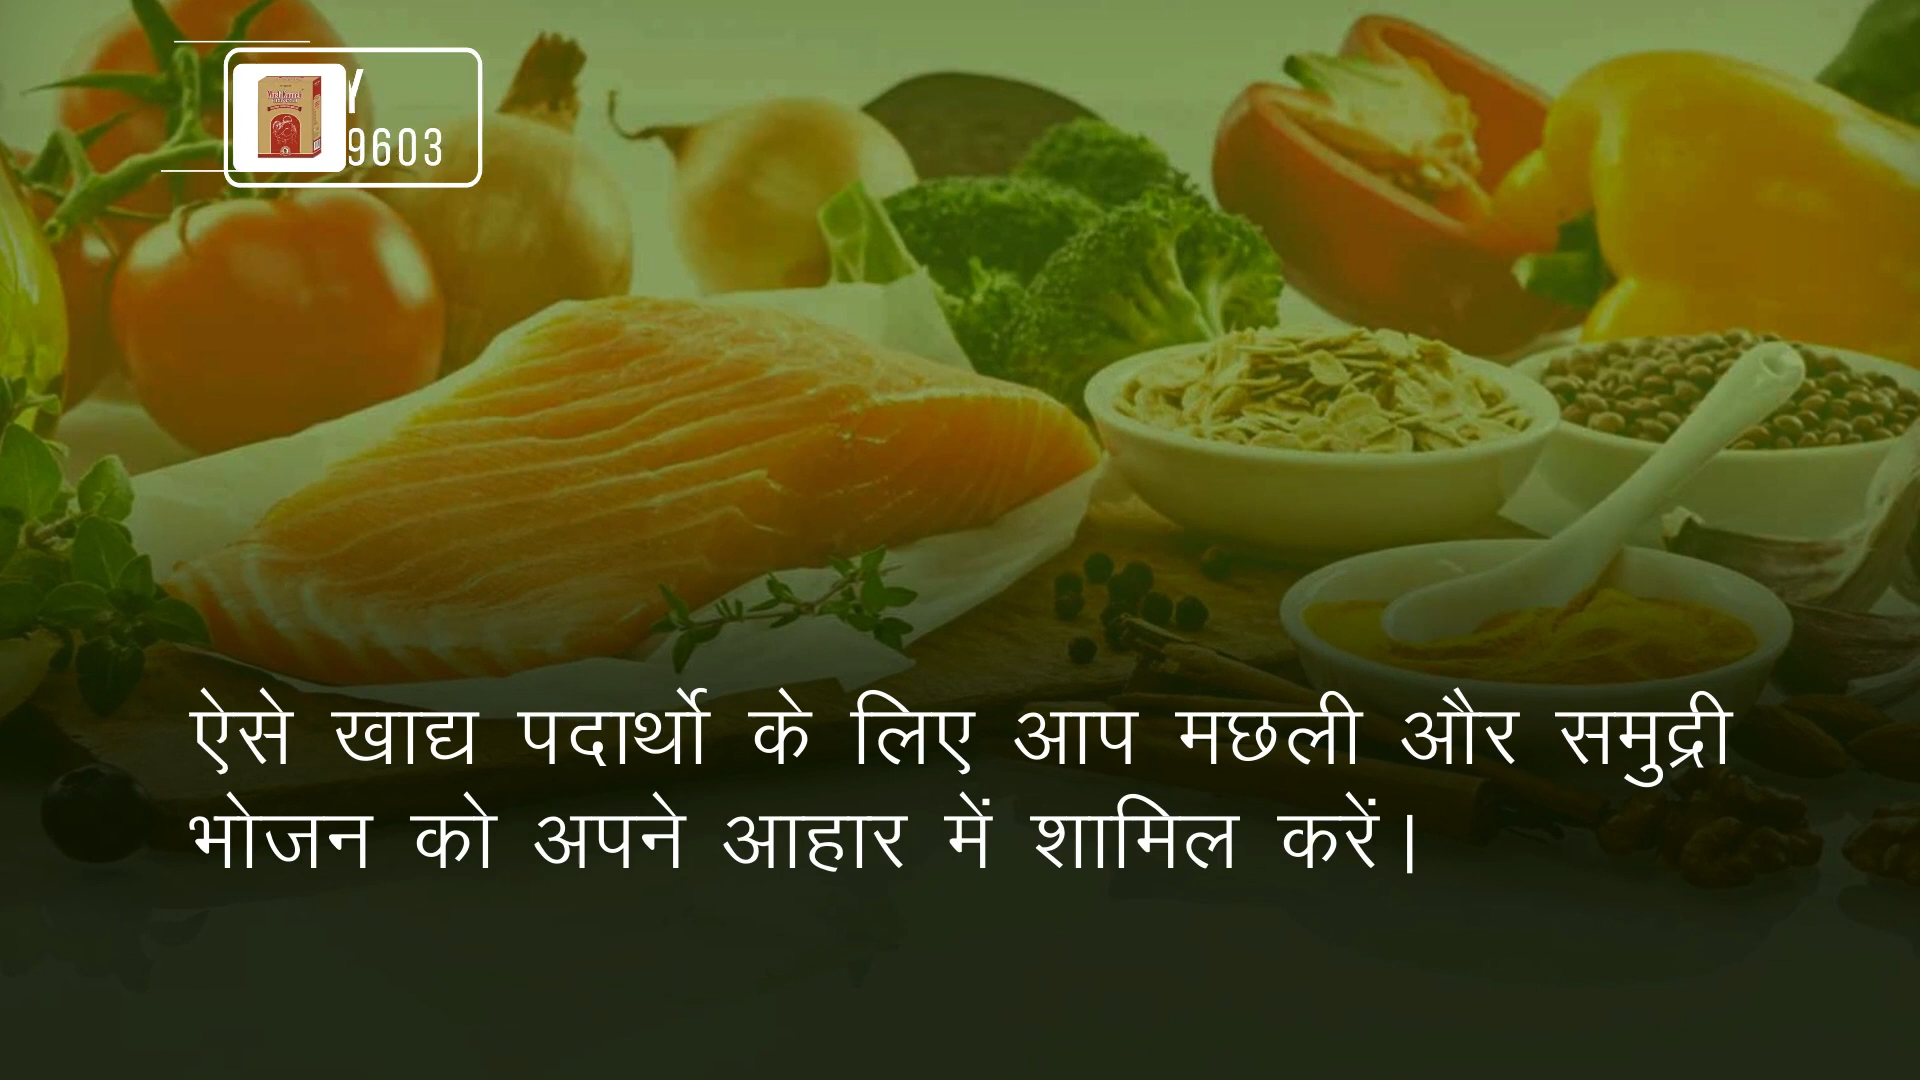 Y
9603
ऐसे खाद्य पदार्थो के लिए आप मछली और समुद्री
भोजन को अपने आहार में शामिल करें।